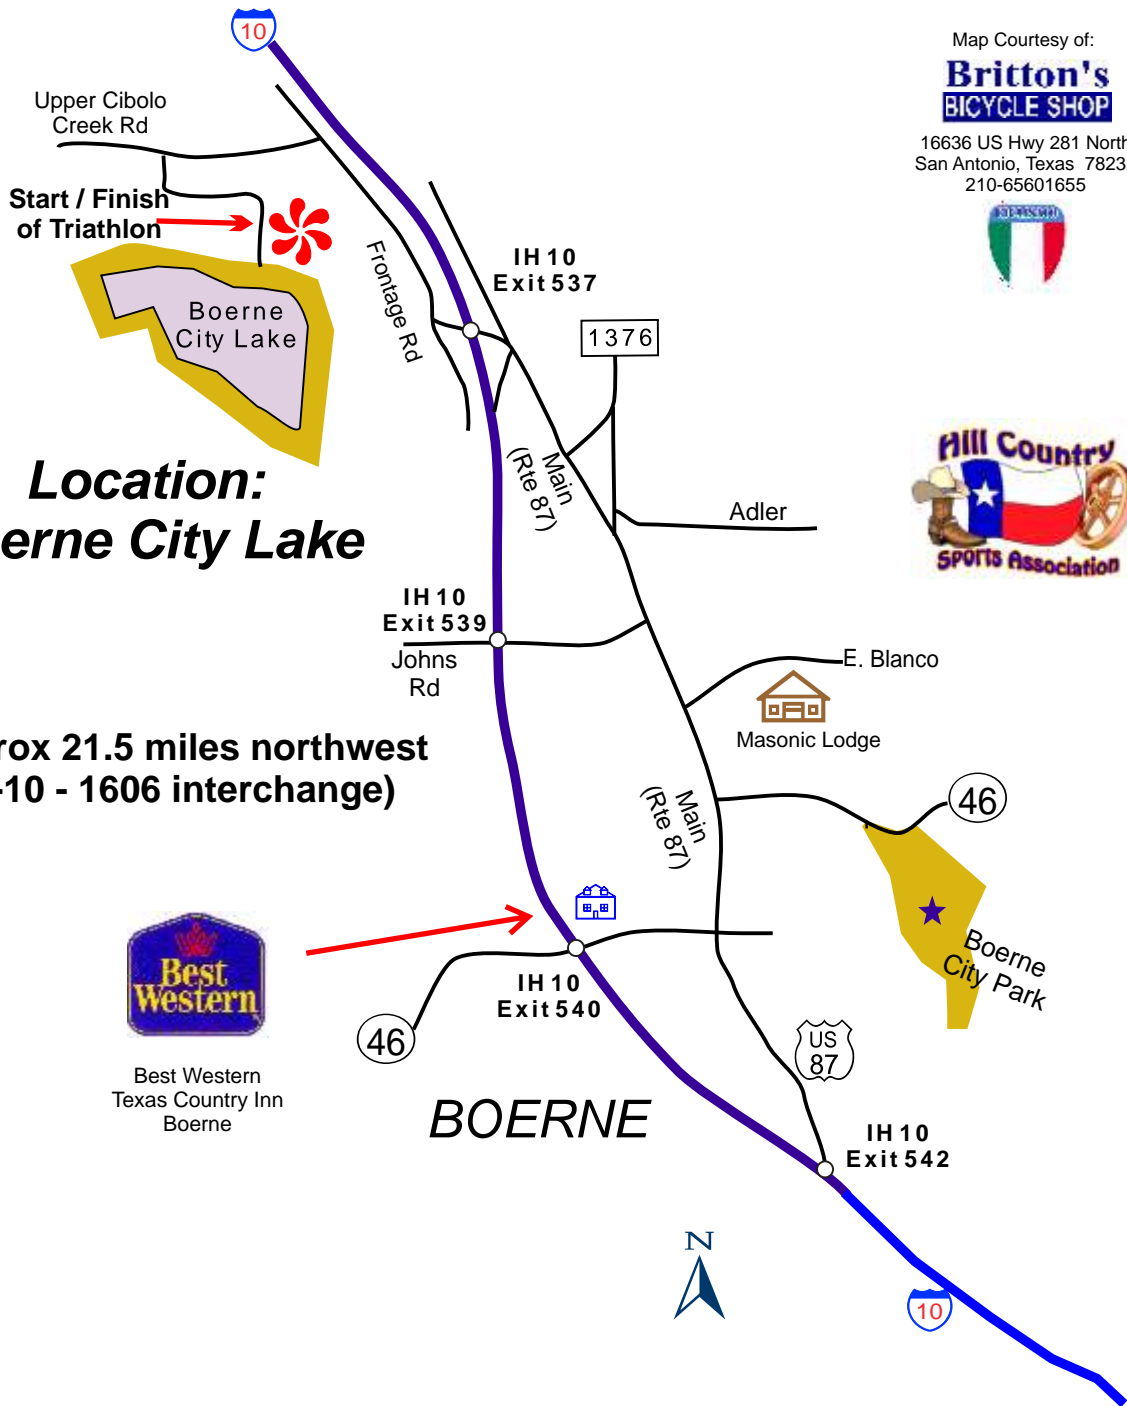 10
Map Courtesy of:
Britton's
BICYCLE SHOP
16636 US Hwy 281 North
San Antonio, Texas 7823
210-65601655
Upper Cibolo
Creek Rd
Start / Finish
of Triathlon
Boerne
City Lake
Frontage Rd
IH 10
Exit 537
1376
Main
(Rte 87)
Adler
Hill Country
Sports Association
Location:
erne City Lake
IH 10
Exit 539
Johns
Rd
E. Blanco
Masonic Lodge
rox 21.5 miles northwest
-10 - 1606 interchange)
Main
(Rte 87)
46
Boerne
City Park
Best
Western
Best Western
Texas Country Inn
Boerne
IH 10
Exit 540
46
US
87
BOERNE
IH 10
Exit 542
N
10